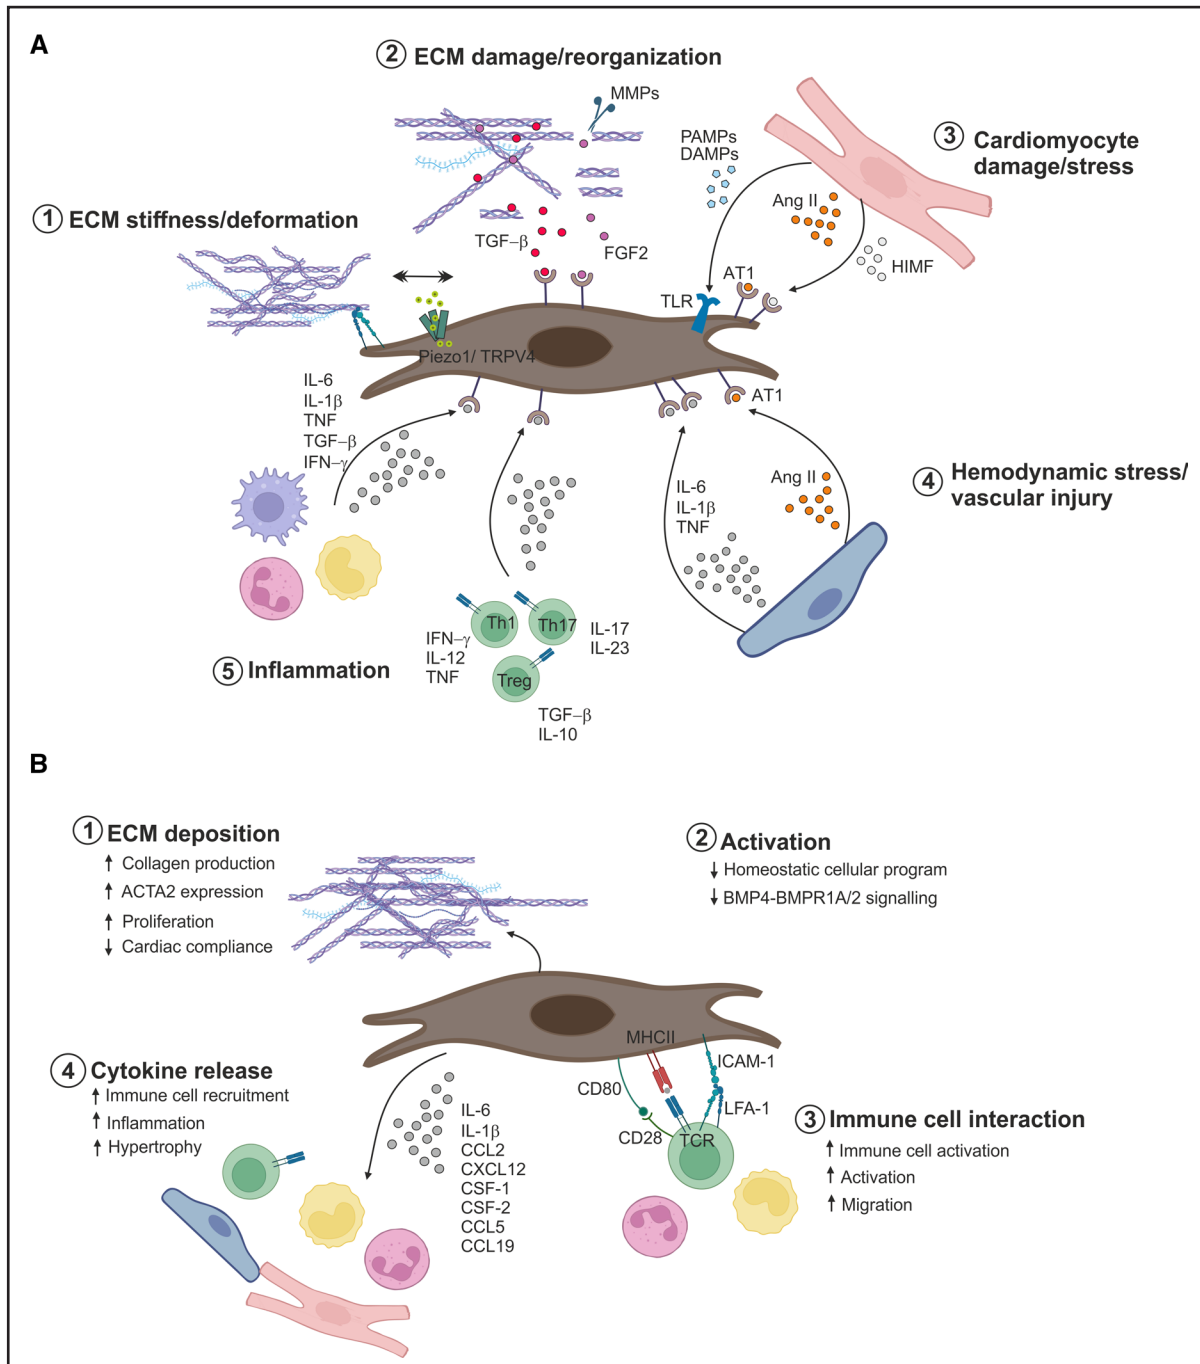 A
② ECM damage/reorganization
MMPs
PAMPs
DAMPs
③ Cardiomyocyte
damage/stress
① ECM stiffness/deformation
Ang II
TGF–β
FGF2
HIMF
AT1
TLR
Piezo1/ TRPV4
IL-6
IL-1β
TNF
TGF–β
IFN–γ
AT1
④ Hemodynamic stress/
vascular injury
Ang II
IL-6
IL-1β
TNF
Th1
Th17
IL-17
IL-23
IFN–γ
IL-12
TNF
⑤ Inflammation
Treg
TGF–β
IL-10
B
① ECM deposition
↑ Collagen production
↑ ACTA2 expression
↑ Proliferation
↓ Cardiac compliance
② Activation
↓ Homeostatic cellular program
↓ BMP4-BMPR1A/2 signalling
MHCII
ICAM-1
CD80
LFA-1
CD28
TCR
③ Immune cell interaction
↑ Immune cell activation
↑ Activation
↑ Migration
④ Cytokine release
↑ Immune cell recruitment
↑ Inflammation
↑ Hypertrophy
IL-6
IL-1β
CCL2
CXCL12
CSF-1
CSF-2
CCL5
CCL19